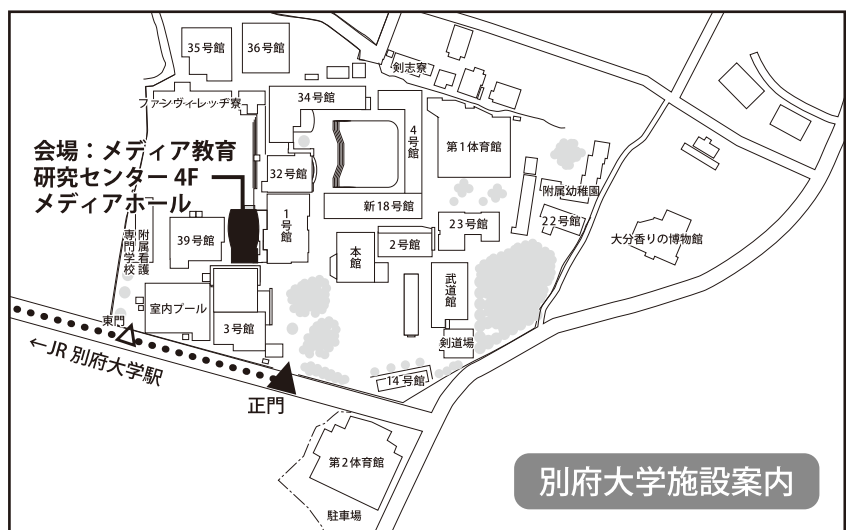 35号館
36号館
剣志寮
ファンヴィレッヂ寮
34号館
4号館
第1体育館
会場：メディア教育
研究センター 4F
メディアホール
32号館
附属幼稚園
新18号館
1号館
22号館
23号館
39号館
附属看護
専門学校
本館
2号館
大分香りの博物館
武道館
室内プール
3号館
東門
剣道場
←JR 別府大学駅
14号館
正門
第2体育館
別府大学施設案内
駐車場